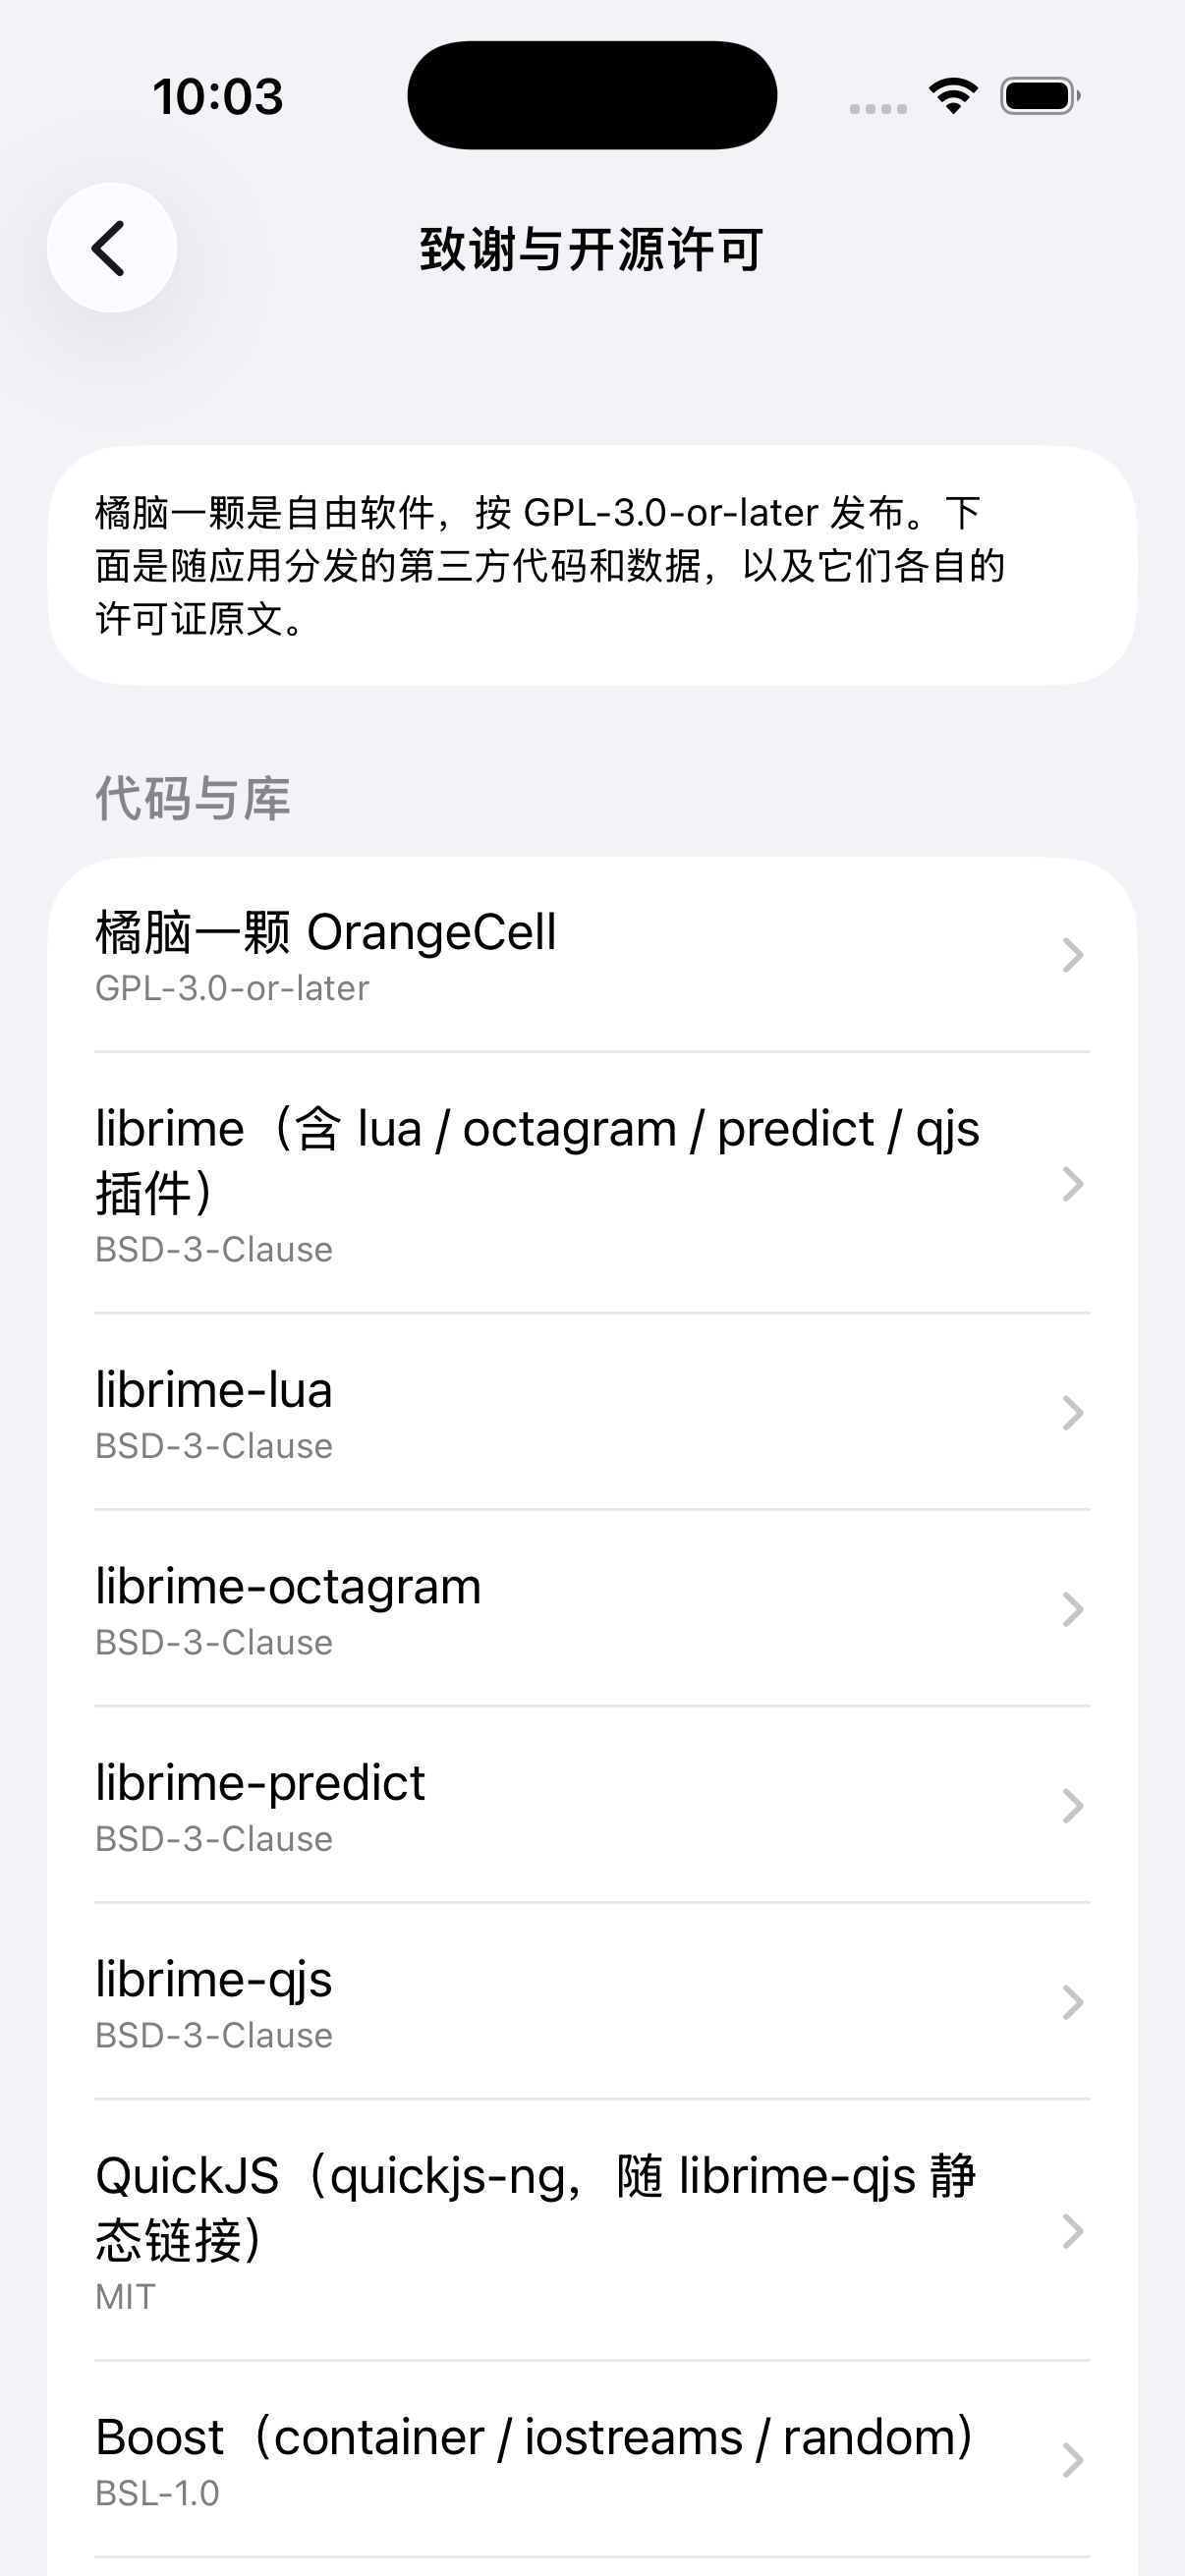 10:03
致谢与开源许可
橘脑一颗是自由软件，按 GPL-3.0-or-later 发布。下
面是随应用分发的第三方代码和数据，以及它们各自的
许可证原文。
代码与库
橘脑一颗 OrangeCell
GPL-3.0-or-later
librime（含 lua / octagram / predict / qjs
插件）
BSD-3-Clause
librime-lua
BSD-3-Clause
librime-octagram
BSD-3-Clause
librime-predict
BSD-3-Clause
librime-qjs
BSD-3-Clause
QuickJS（quickjs-ng，随 librime-qjs 静
态链接）
MIT
Boost（container / iostreams / random）
BSL-1.0